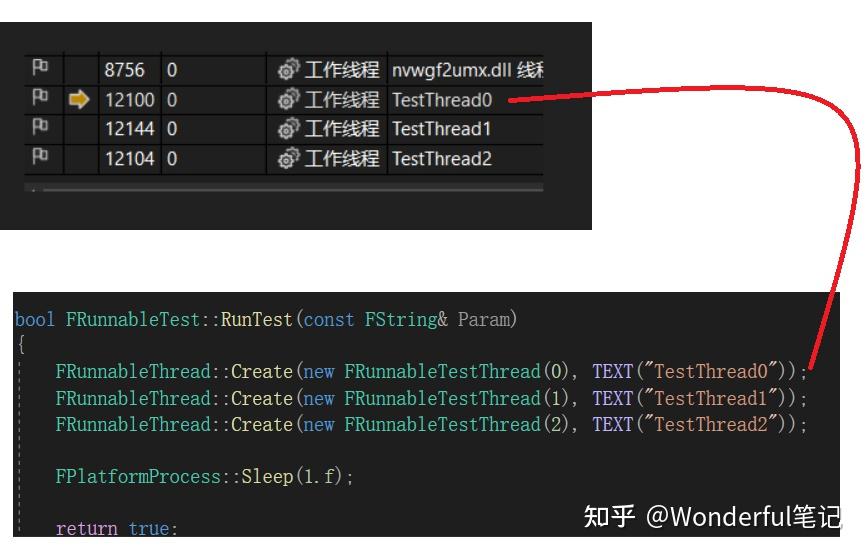 8756 0 工作线程 nvwgf2umx.dll 线程
12100 0 工作线程 TestThread0
12144 0 工作线程 TestThread1
12104 0 工作线程 TestThread2
bool FRunnableTest::RunTest(const FString& Param)
{
FRunnableThread::Create(new FRunnableTestThread(0), TEXT("TestThread0"));
FRunnableThread::Create(new FRunnableTestThread(1), TEXT("TestThread1"));
FRunnableThread::Create(new FRunnableTestThread(2), TEXT("TestThread2"));
FPlatformProcess::Sleep(1.f);
return true;
知乎 @Wonderful笔记